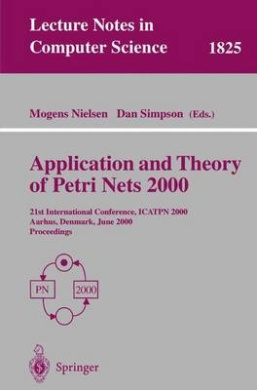 Lecture Notes in
Computer Science 1825
Mogens Nielsen Dan Simpson (Eds.)
Application and Theory
of Petri Nets 2000
21st International Conference, ICATPN 2000
Aarhus, Denmark, June 2000
Proceedings
PN 2000
Springer